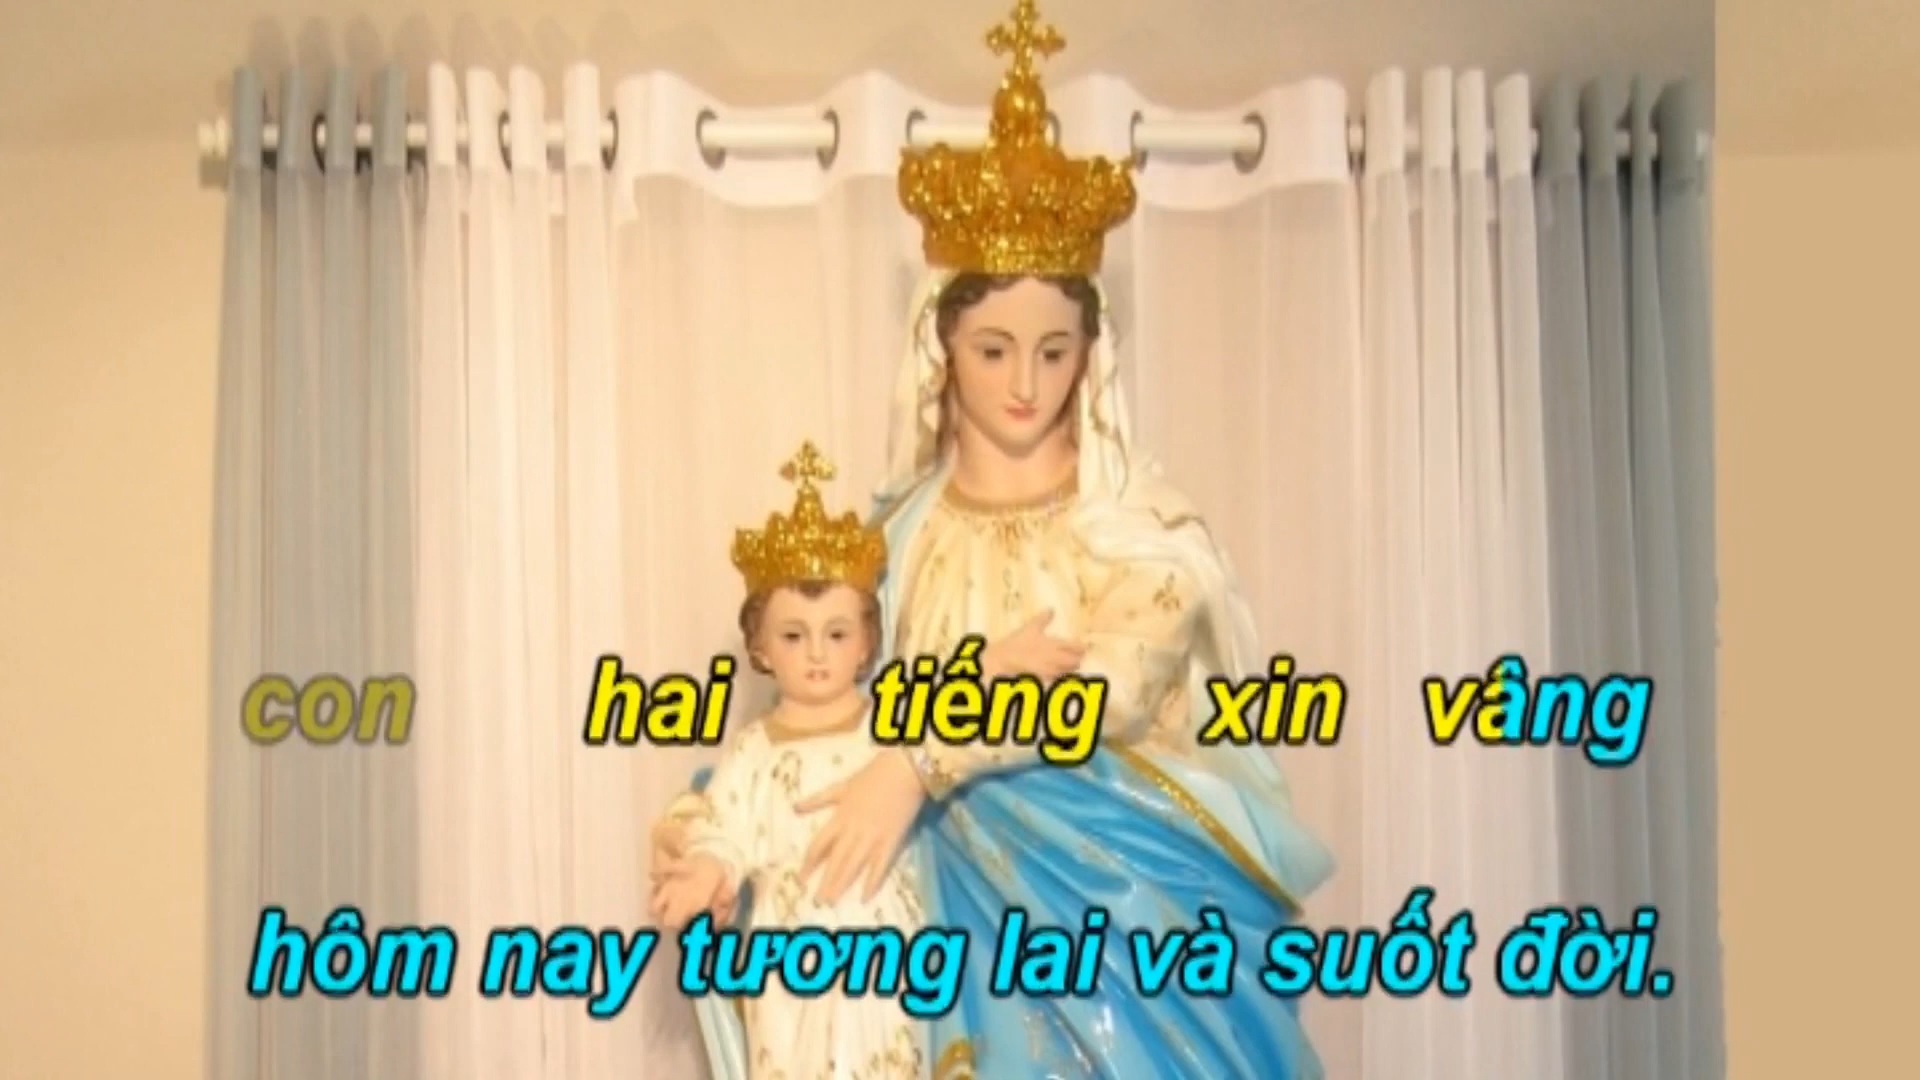 con hai tiếng xin vâng
hôm nay tương lai và suốt đời.